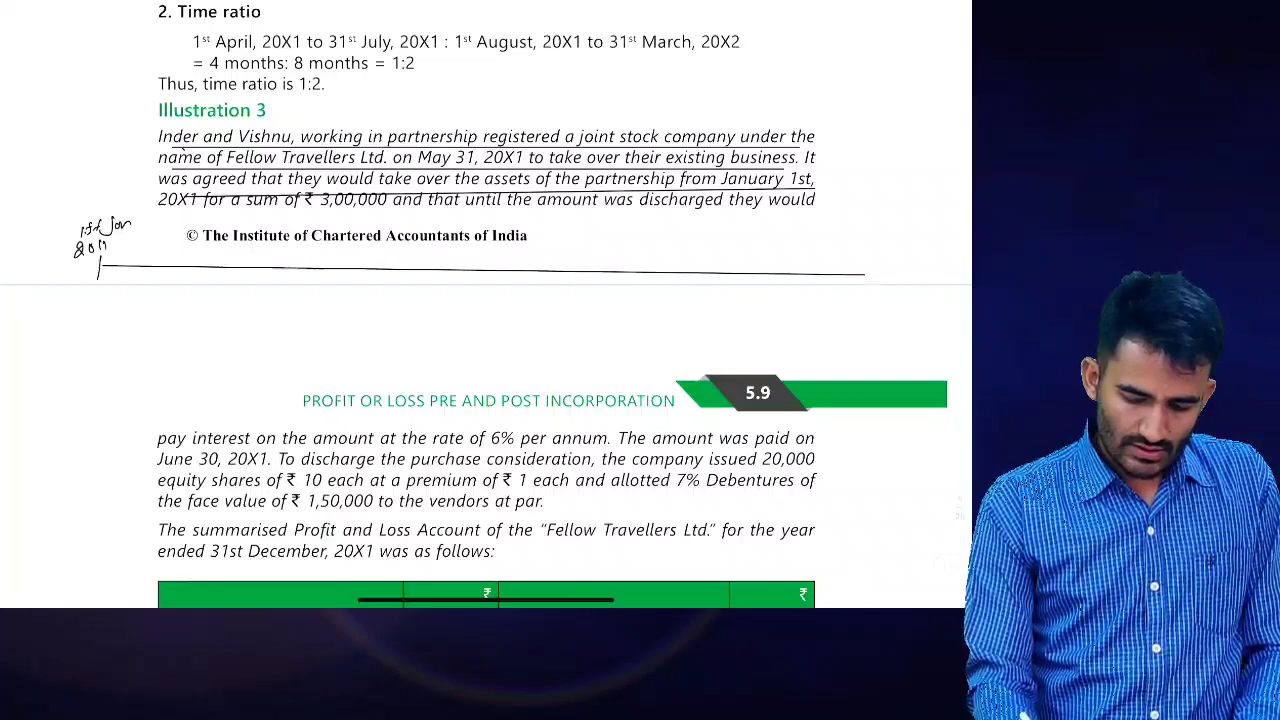 2. Time ratio
1st April, 20X1 to 31st July, 20X1 : 1st August, 20X1 to 31st March, 20X2
= 4 months: 8 months = 1:2
Thus, time ratio is 1:2.
Illustration 3
Inder and Vishnu, working in partnership registered a joint stock company under the
name of Fellow Travellers Ltd. on May 31, 20X1 to take over their existing business. It
was agreed that they would take over the assets of the partnership from January 1st,
20X1 for a sum of ₹ 3,00,000 and that until the amount was discharged they would
1st Jan
© The Institute of Chartered Accountants of India
PROFIT OR LOSS PRE AND POST INCORPORATION 5.9
pay interest on the amount at the rate of 6% per annum. The amount was paid on
June 30, 20X1. To discharge the purchase consideration, the company issued 20,000
equity shares of ₹ 10 each at a premium of ₹ 1 each and allotted 7% Debentures of
the face value of ₹ 1,50,000 to the vendors at par.
The summarised Profit and Loss Account of the “Fellow Travellers Ltd.” for the year
ended 31st December, 20X1 was as follows:
₹ ₹